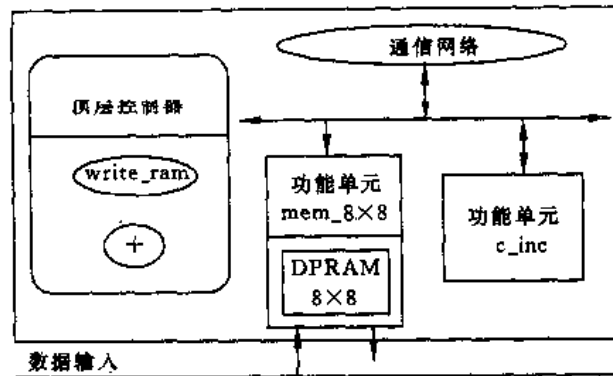 通信网络
顶层控制器
write_ram
+
功能单元
mem_8×8
DPRAM
8×8
功能单元
c_inc
数据输入